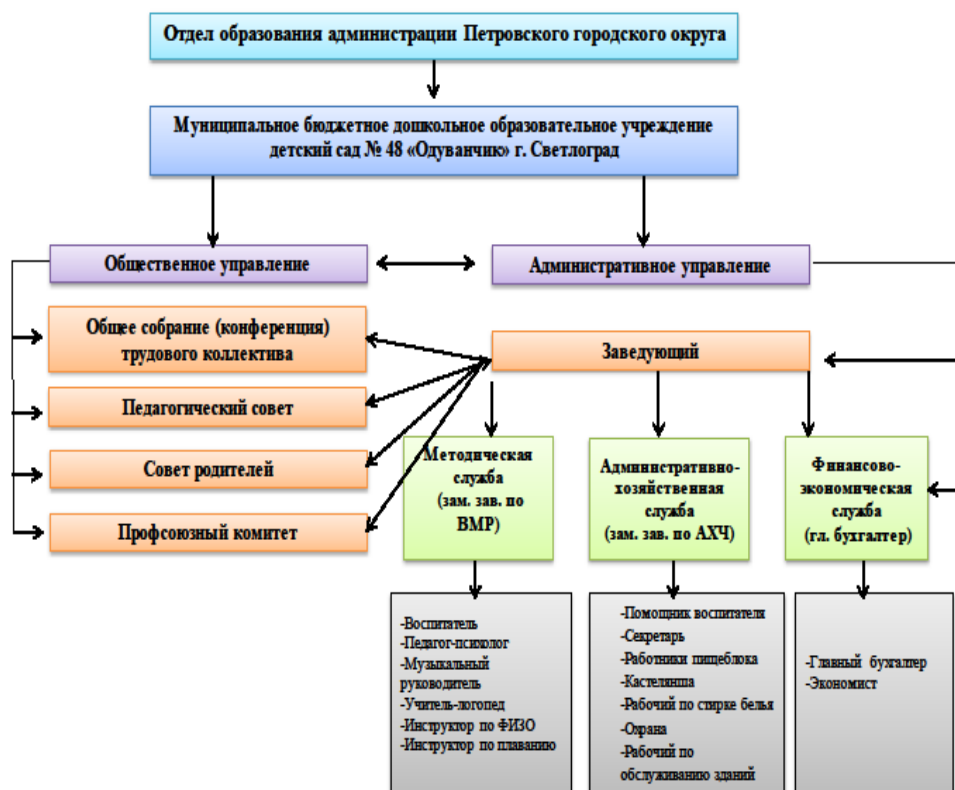 Отдел образования администрации Петровского городского округа
Муниципальное бюджетное дошкольное образовательное учреждение
детский сад № 48 «Одуванчик» г. Светлоград
Общественное управление
Административное управление
Общее собрание (конференция)
трудового коллектива
Педагогический совет
Совет родителей
Профсоюзный комитет
Заведующий
Методическая
служба
(зам. зав. по
ВМР)
Административно-
хозяйственная
служба
(зам. зав. по АХЧ)
Финансово-
экономическая
служба
(гл. бухгалтер)
-Воспитатель
-Педагог-психолог
-Музыкальный
руководитель
-Учитель-логопед
-Инструктор по ФИЗО
-Инструктор по плаванию
-Помощник воспитателя
-Секретарь
-Работники пищеблока
-Кастелянша
-Рабочий по стирке белья
-Охрана
-Рабочий по
обслуживанию зданий
-Главный бухгалтер
-Экономист